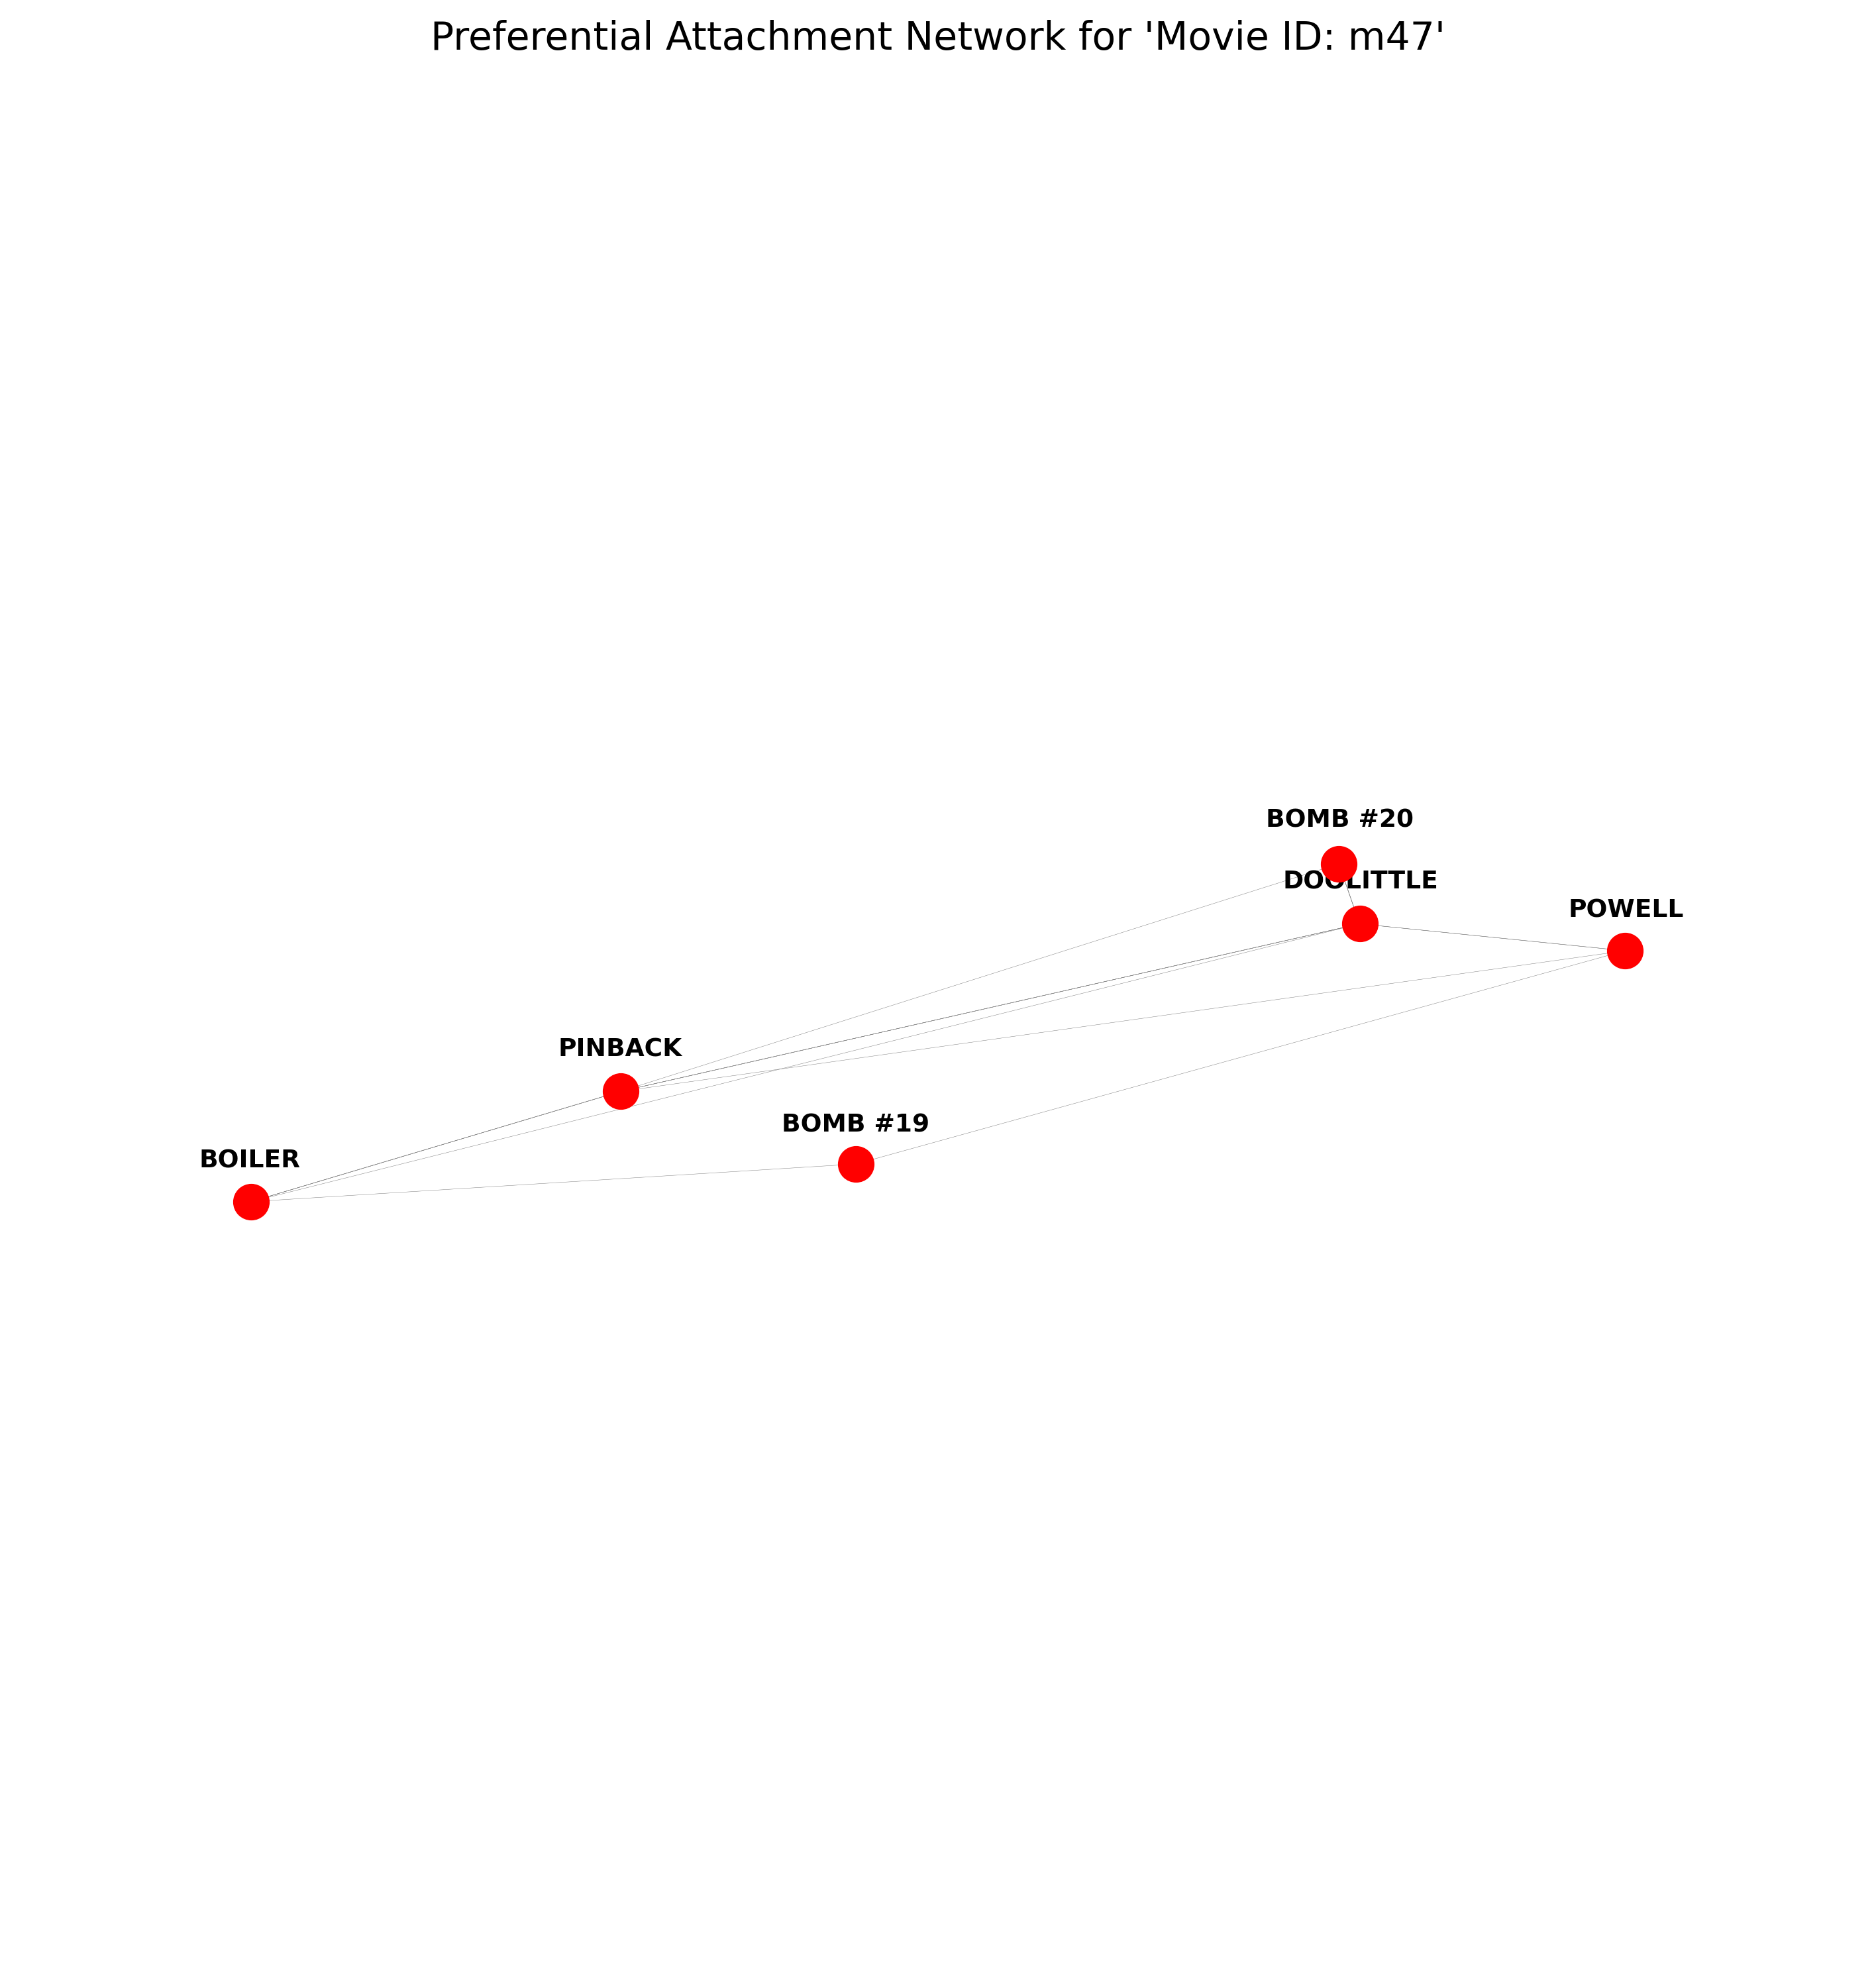 Preferential Attachment Network for 'Movie ID: m47'
BOMB #20
DOOLITTLE
POWELL
PINBACK
BOMB #19
BOILER